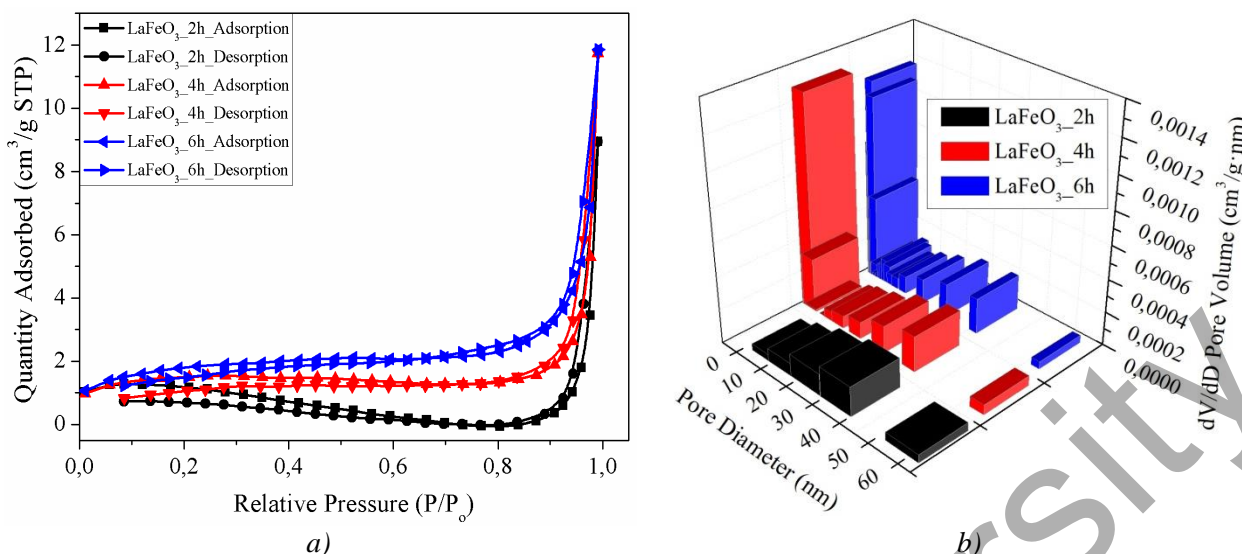 LaFeO₃_2h_Adsorption
LaFeO₃_2h_Desorption
LaFeO₃_4h_Adsorption
LaFeO₃_4h_Desorption
LaFeO₃_6h_Adsorption
LaFeO₃_6h_Desorption
Quantity Adsorbed (cm³/g STP)
12
10
8
6
4
2
0
0,0 0,2 0,4 0,6 0,8 1,0
Relative Pressure (P/Pₒ)
a)
LaFeO₃_2h
LaFeO₃_4h
LaFeO₃_6h
0,0014
0,0012
0,0010
0,0008
0,0006
0,0004
0,0002
0,0000
dV/dD Pore Volume (cm³/g·nm)
0
10
20
30
40
50
60
Pore Diameter (nm)
b)
rsity